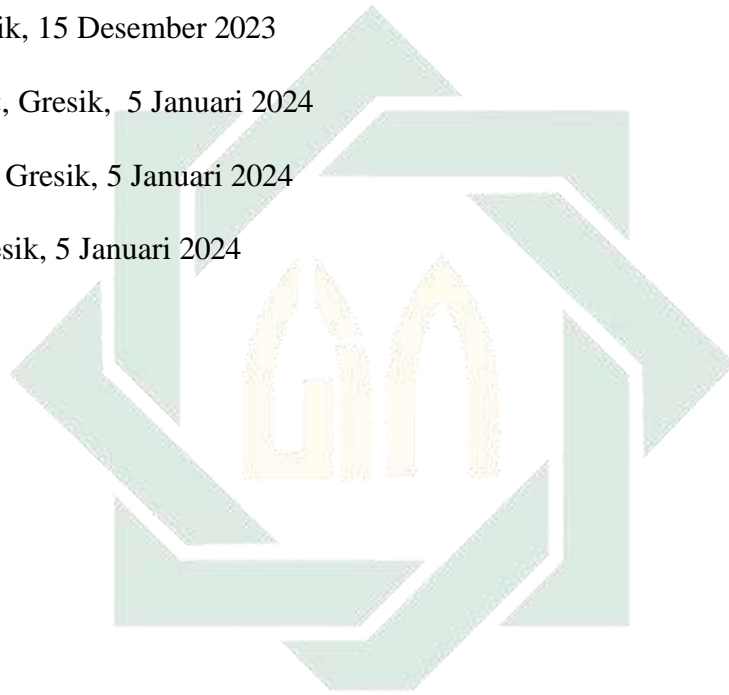 ik, 15 Desember 2023
, Gresik, 5 Januari 2024
Gresik, 5 Januari 2024
esik, 5 Januari 2024